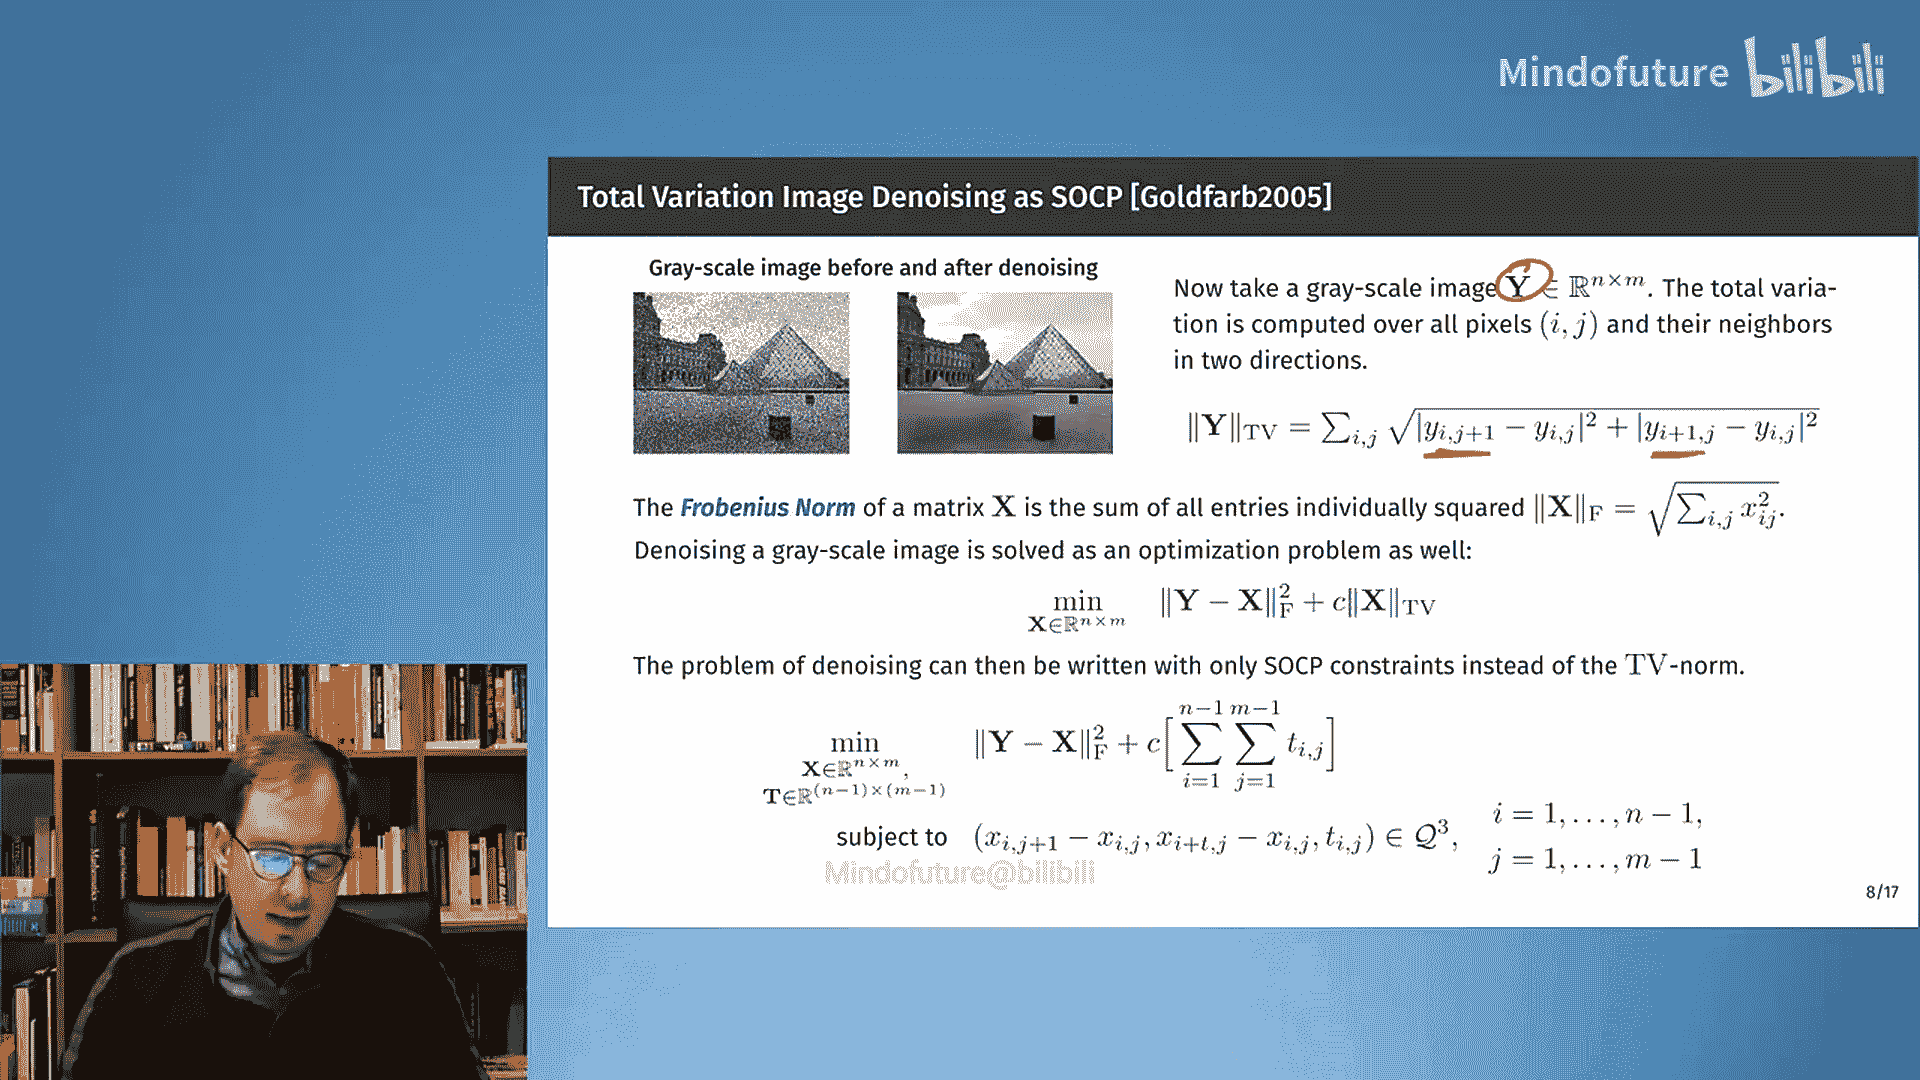 Mindofuture bilibili
Total Variation Image Denoising as SOCP [Goldfarb2005]
Gray-scale image before and after denoising
Now take a gray-scale image Y ∈ ℝ^{n×m}. The total varia-
tion is computed over all pixels (i, j) and their neighbors
in two directions.
‖Y‖_TV = ∑_{i,j} √(|y_{i,j+1} − y_{i,j}|² + |y_{i+1,j} − y_{i,j}|²)
The Frobenius Norm of a matrix X is the sum of all entries individually squared ‖X‖_F = √(∑_{i,j} x²_{ij}).
Denoising a gray-scale image is solved as an optimization problem as well:
min_{X∈ℝ^{n×m}} ‖Y − X‖²_F + c‖X‖_TV
The problem of denoising can then be written with only SOCP constraints instead of the TV-norm.
min_{X∈ℝ^{n×m}, T∈ℝ^{(n−1)×(m−1)}} ‖Y − X‖²_F + c[∑_{i=1}^{n−1} ∑_{j=1}^{m−1} t_{i,j}]
subject to (x_{i,j+1} − x_{i,j}, x_{i+t,j} − x_{i,j}, t_{i,j}) ∈ 𝒬³, i = 1, . . . , n − 1,
j = 1, . . . , m − 1
Mindofuture@bilibili
8/17